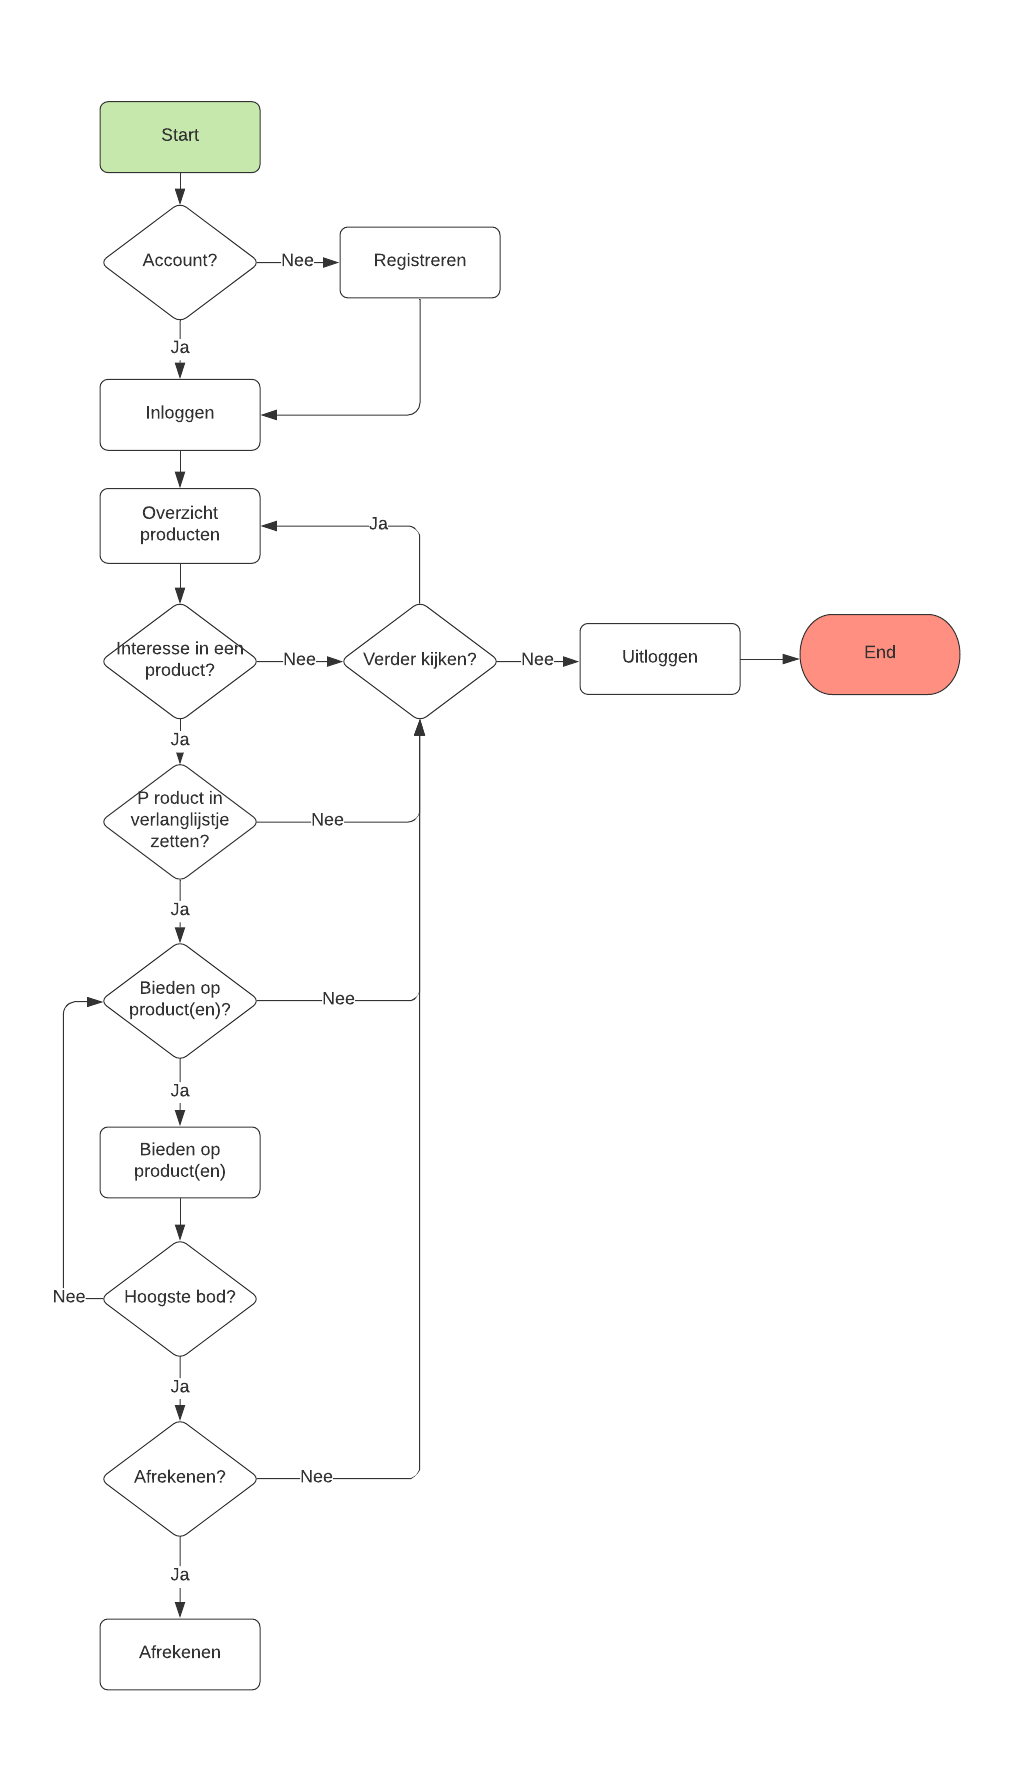 Start
Account?
Nee
Registreren
Ja
Inloggen
Overzicht
producten
Ja
Interesse in een
product?
Nee
Verder kijken?
Nee
Uitloggen
End
Ja
P roduct in
verlanglijstje
zetten?
Nee
Ja
Bieden op
product(en)?
Nee
Ja
Bieden op
product(en)
Hoogste bod?
Nee
Ja
Afrekenen?
Nee
Ja
Afrekenen